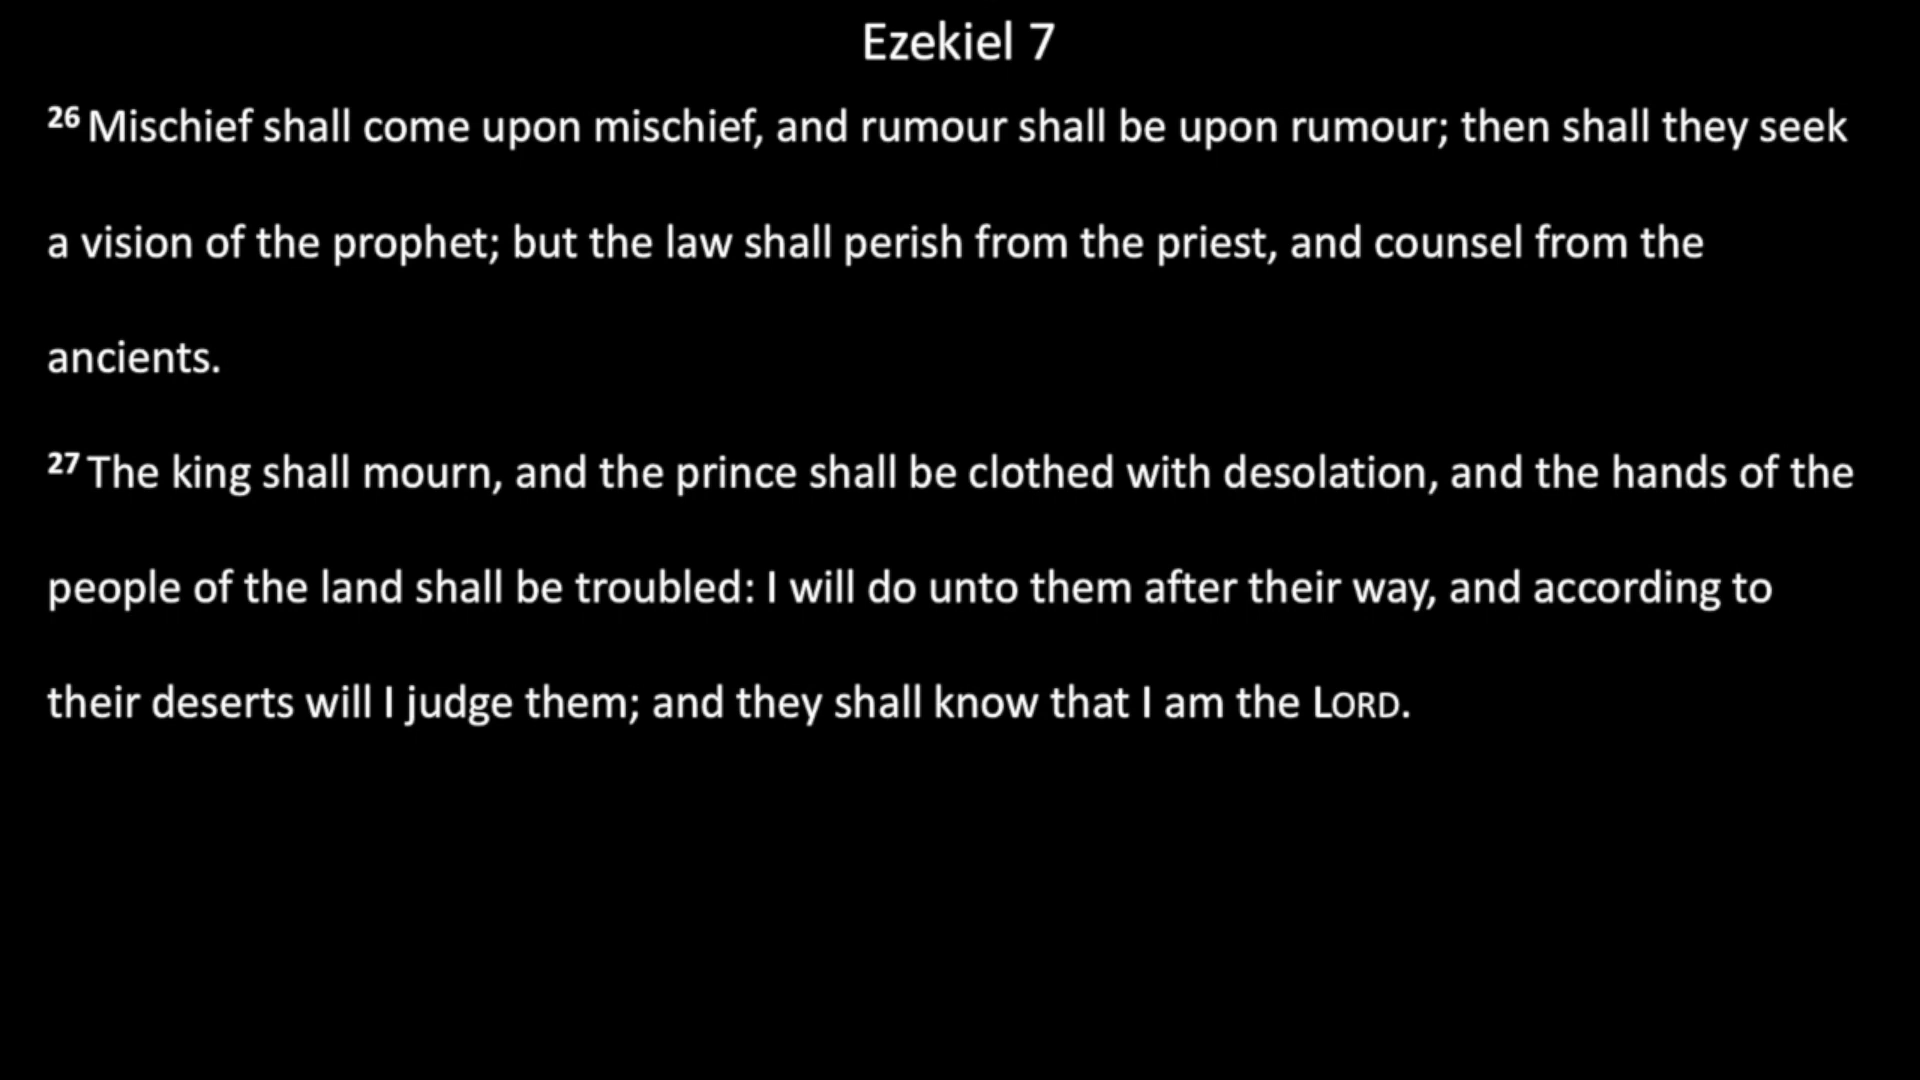 Ezekiel 7
26 Mischief shall come upon mischief, and rumour shall be upon rumour; then shall they seek
a vision of the prophet; but the law shall perish from the priest, and counsel from the
ancients.
27 The king shall mourn, and the prince shall be clothed with desolation, and the hands of the
people of the land shall be troubled: I will do unto them after their way, and according to
their deserts will I judge them; and they shall know that I am the LORD.